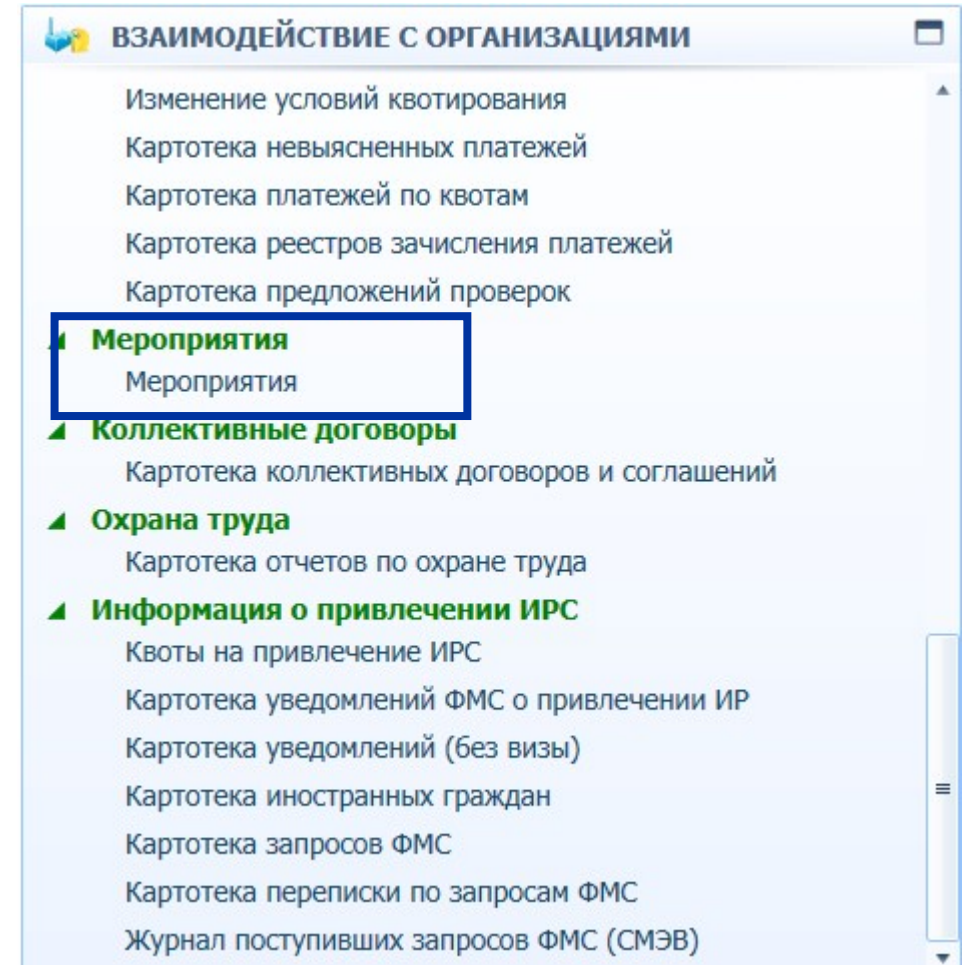 ВЗАИМОДЕЙСТВИЕ С ОРГАНИЗАЦИЯМИ
Изменение условий квотирования
Картотека невыясненных платежей
Картотека платежей по квотам
Картотека реестров зачисления платежей
Картотека предложений проверок
Мероприятия
Мероприятия
Коллективные договоры
Картотека коллективных договоров и соглашений
Охрана труда
Картотека отчетов по охране труда
Информация о привлечении ИРС
Квоты на привлечение ИРС
Картотека уведомлений ФМС о привлечении ИР
Картотека уведомлений (без визы)
Картотека иностранных граждан
Картотека запросов ФМС
Картотека переписки по запросам ФМС
Журнал поступивших запросов ФМС (СМЭВ)